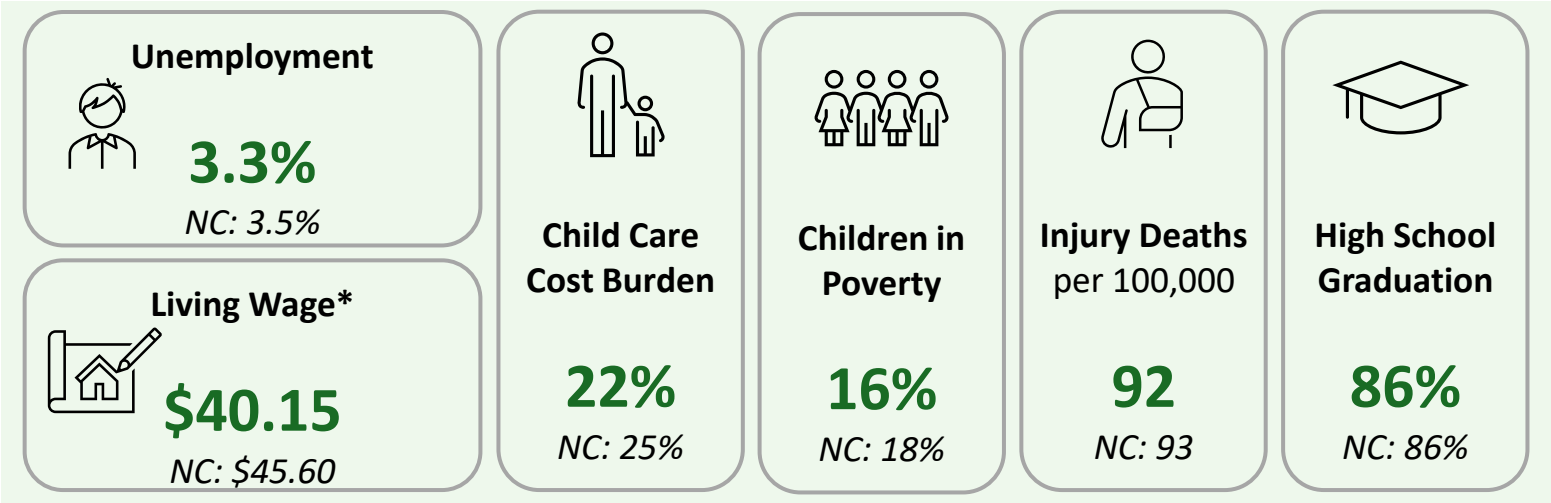 Unemployment
3.3%
NC: 3.5%
Living Wage*
$40.15
NC: $45.60
Child Care
Cost Burden
22%
NC: 25%
Children in
Poverty
16%
NC: 18%
Injury Deaths
per 100,000
92
NC: 93
High School
Graduation
86%
NC: 86%